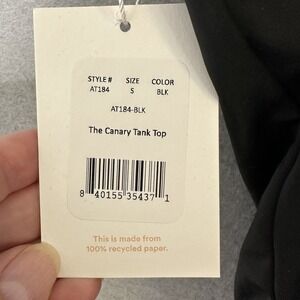 STYLE # SIZE COLOR
AT184 S BLK
AT184-BLK
The Canary Tank Top
8 40155 35437 1
This is made from
100% recycled paper.